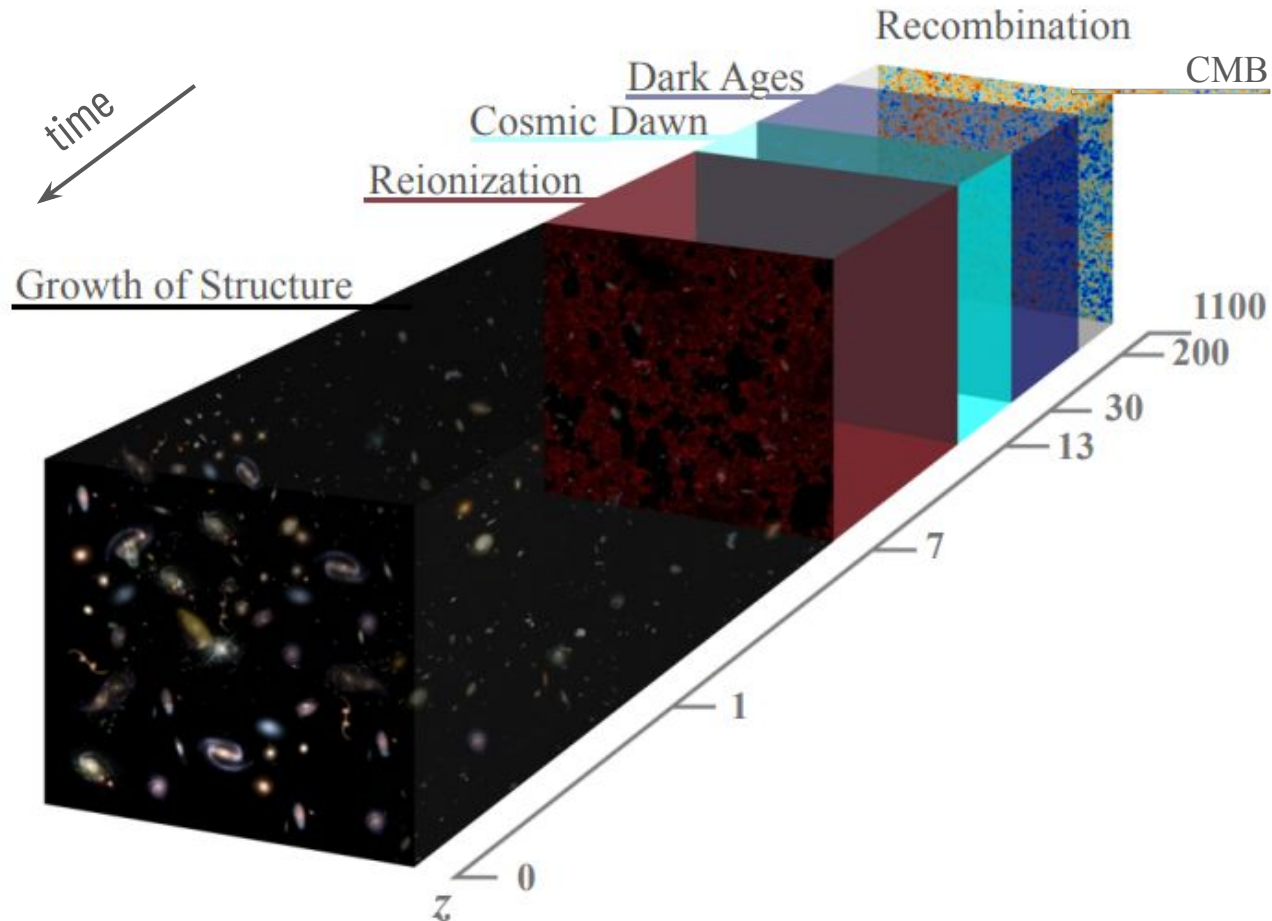 Recombination
CMB
Dark Ages
time
Cosmic Dawn
Reionization
Growth of Structure
1100
200
30
13
7
1
0
z